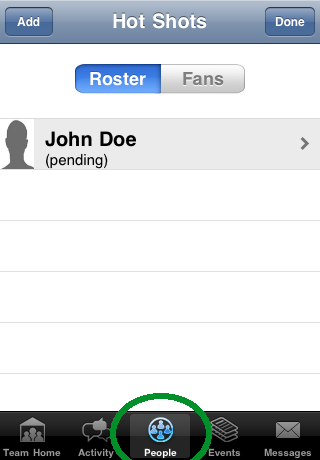 Add Hot Shots Done
Roster Fans
John Doe
(pending)
Team Home Activity People Events Messages